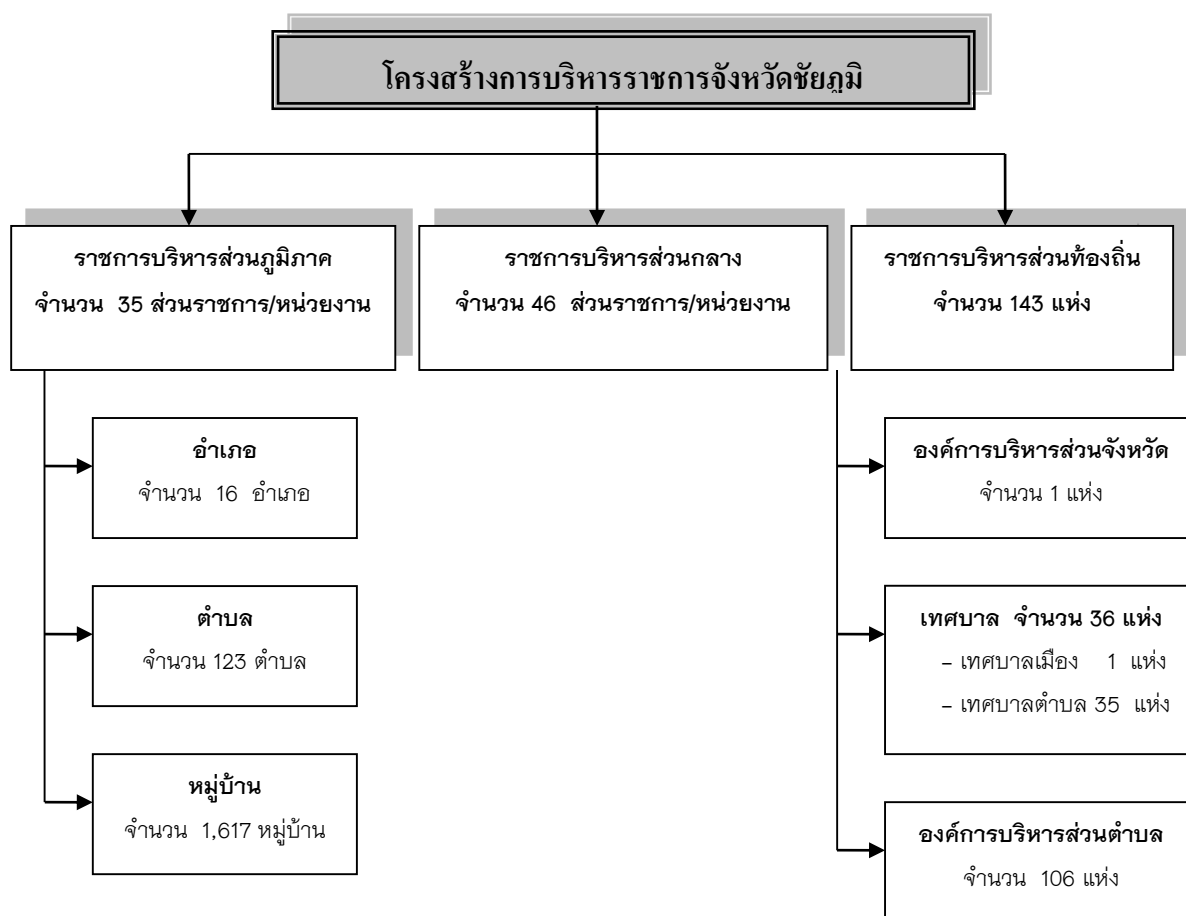 โครงสร้างการบริหารราชการจังหวัดชัยภูมิ
ราชการบริหารส่วนภูมิภาค
จำนวน 35 ส่วนราชการ/หน่วยงาน
ราชการบริหารส่วนกลาง
จำนวน 46 ส่วนราชการ/หน่วยงาน
ราชการบริหารส่วนท้องถิ่น
จำนวน 143 แห่ง
อำเภอ
จำนวน 16 อำเภอ
ตำบล
จำนวน 123 ตำบล
หมู่บ้าน
จำนวน 1,617 หมู่บ้าน
องค์การบริหารส่วนจังหวัด
จำนวน 1 แห่ง
เทศบาล จำนวน 36 แห่ง
– เทศบาลเมือง 1 แห่ง
– เทศบาลตำบล 35 แห่ง
องค์การบริหารส่วนตำบล
จำนวน 106 แห่ง